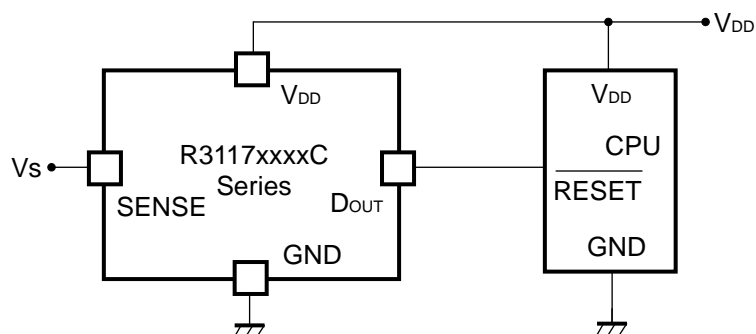 VDD
VDD
VDD
R3117xxxxC
Series
CPU
Vs
SENSE
DOUT
RESET
GND
GND